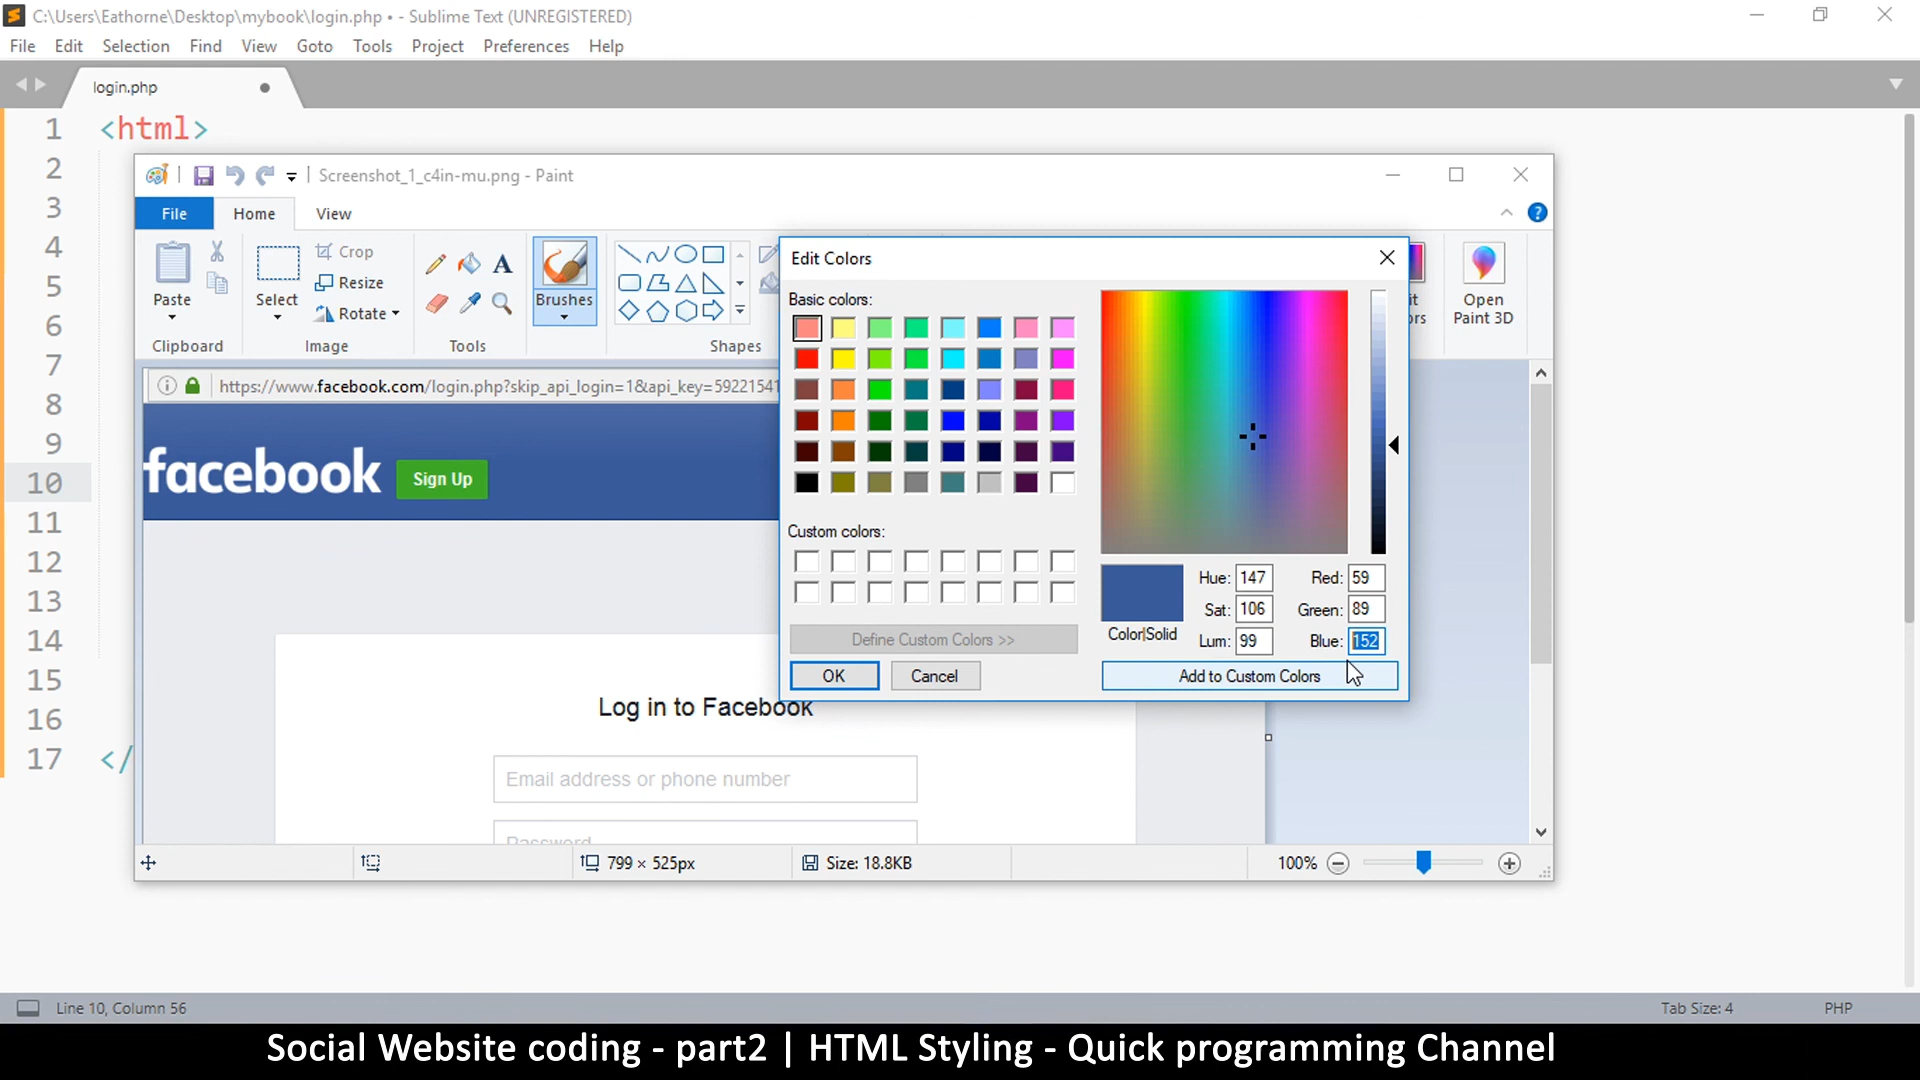 C:\Users\Eathorne\Desktop\mybook\login.php • - Sublime Text (UNREGISTERED)
File Edit Selection Find View Goto Tools Project Preferences Help
login.php
1 <html>
2
3
4
5
6
7
8
9
10
11
12
13
14
15
16
17 </
Screenshot_1_c4in-mu.png - Paint
File Home View
Paste
Clipboard
Select
Crop
Resize
Rotate
Image
Tools
Brushes
Shapes
Open
Paint 3D
https://www.facebook.com/login.php?skip_api_login=1&api_key=59221541
facebook Sign Up
Log in to Facebook
Email address or phone number
Password
799 × 525px
Size: 18.8KB
100%
Edit Colors
Basic colors:
Custom colors:
Define Custom Colors >>
OK Cancel
Color|Solid
Hue: 147 Red: 59
Sat: 106 Green: 89
Lum: 99 Blue: 152
Add to Custom Colors
Line 10, Column 56
Tab Size: 4
PHP
Social Website coding - part2 | HTML Styling - Quick programming Channel